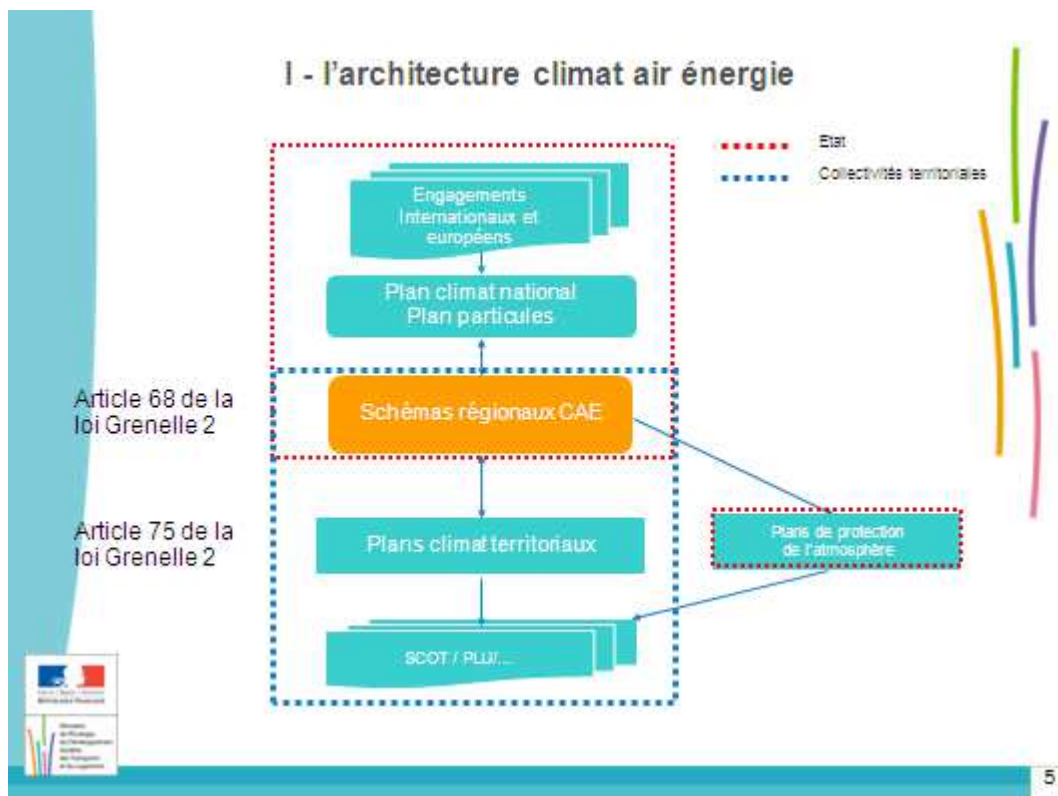 I - l'architecture climat air énergie
Etat
Collectivités territoriales
Engagements
Internationaux et
européens
Plan climat national
Plan particules
Article 68 de la
loi Grenelle 2
Schémas régionaux CAE
Article 75 de la
loi Grenelle 2
Plans climat territoriaux
Plans de protection
de l'atmosphère
SCOT / PLU/...
RÉPUBLIQUE FRANÇAISE
5